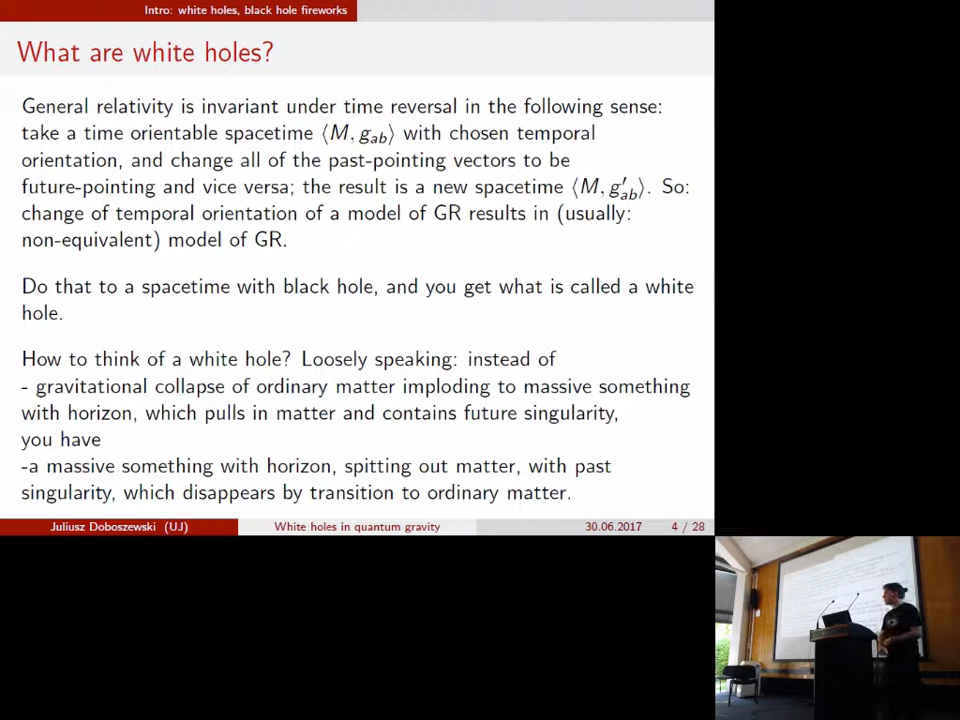 Intro: white holes, black hole fireworks
What are white holes?
General relativity is invariant under time reversal in the following sense:
take a time orientable spacetime ⟨M, gab⟩ with chosen temporal
orientation, and change all of the past-pointing vectors to be
future-pointing and vice versa; the result is a new spacetime ⟨M, g′ab⟩. So:
change of temporal orientation of a model of GR results in (usually:
non-equivalent) model of GR.
Do that to a spacetime with black hole, and you get what is called a white
hole.
How to think of a white hole? Loosely speaking: instead of
- gravitational collapse of ordinary matter imploding to massive something
with horizon, which pulls in matter and contains future singularity,
you have
-a massive something with horizon, spitting out matter, with past
singularity, which disappears by transition to ordinary matter.
Juliusz Doboszewski (UJ) White holes in quantum gravity 30.06.2017 4 / 28